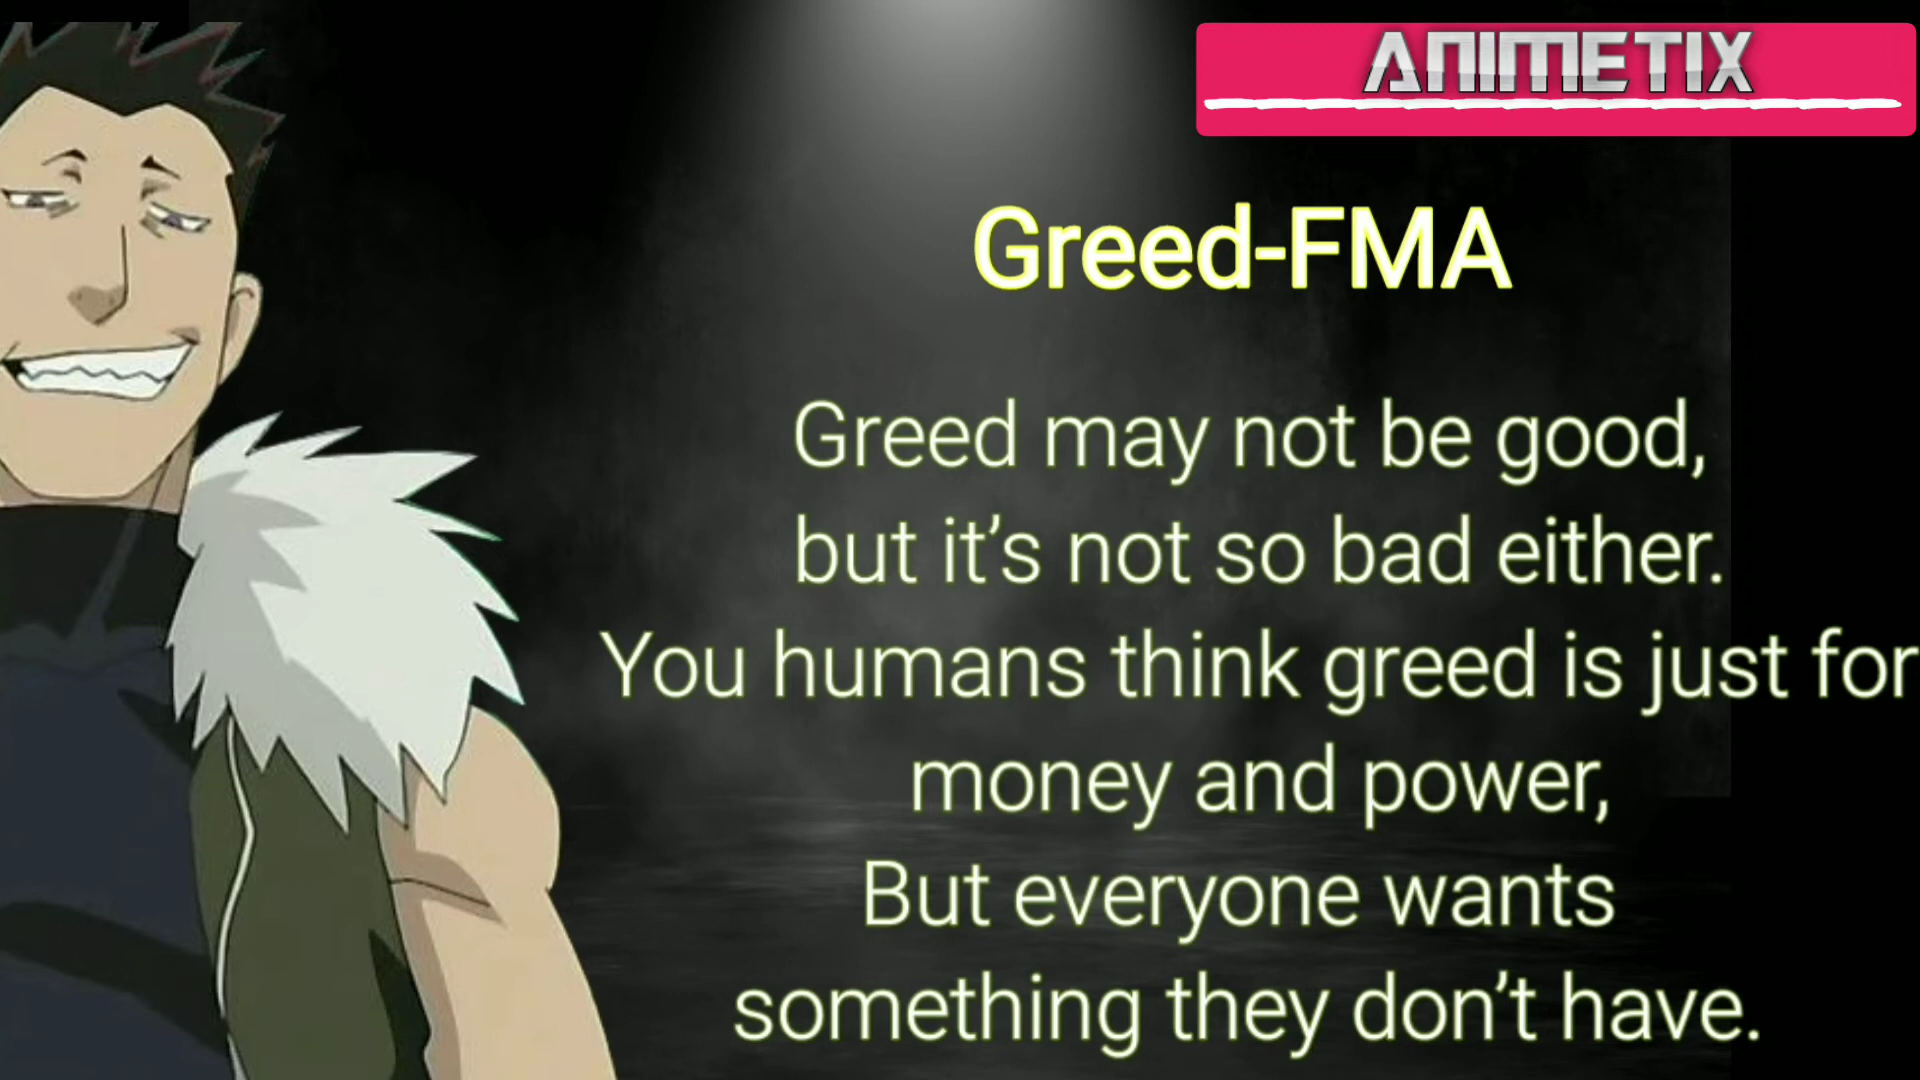 ANIMETIX
Greed-FMA
Greed may not be good,
but it’s not so bad either.
You humans think greed is just for
money and power,
But everyone wants
something they don’t have.